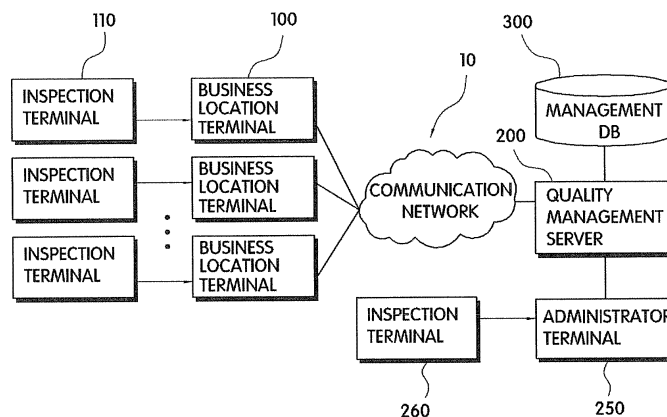 110
100
300
INSPECTION
TERMINAL
BUSINESS
LOCATION
TERMINAL
10
MANAGEMENT
DB
200
INSPECTION
TERMINAL
BUSINESS
LOCATION
TERMINAL
COMMUNICATION
NETWORK
QUALITY
MANAGEMENT
SERVER
INSPECTION
TERMINAL
BUSINESS
LOCATION
TERMINAL
INSPECTION
TERMINAL
ADMINISTRATOR
TERMINAL
260
250